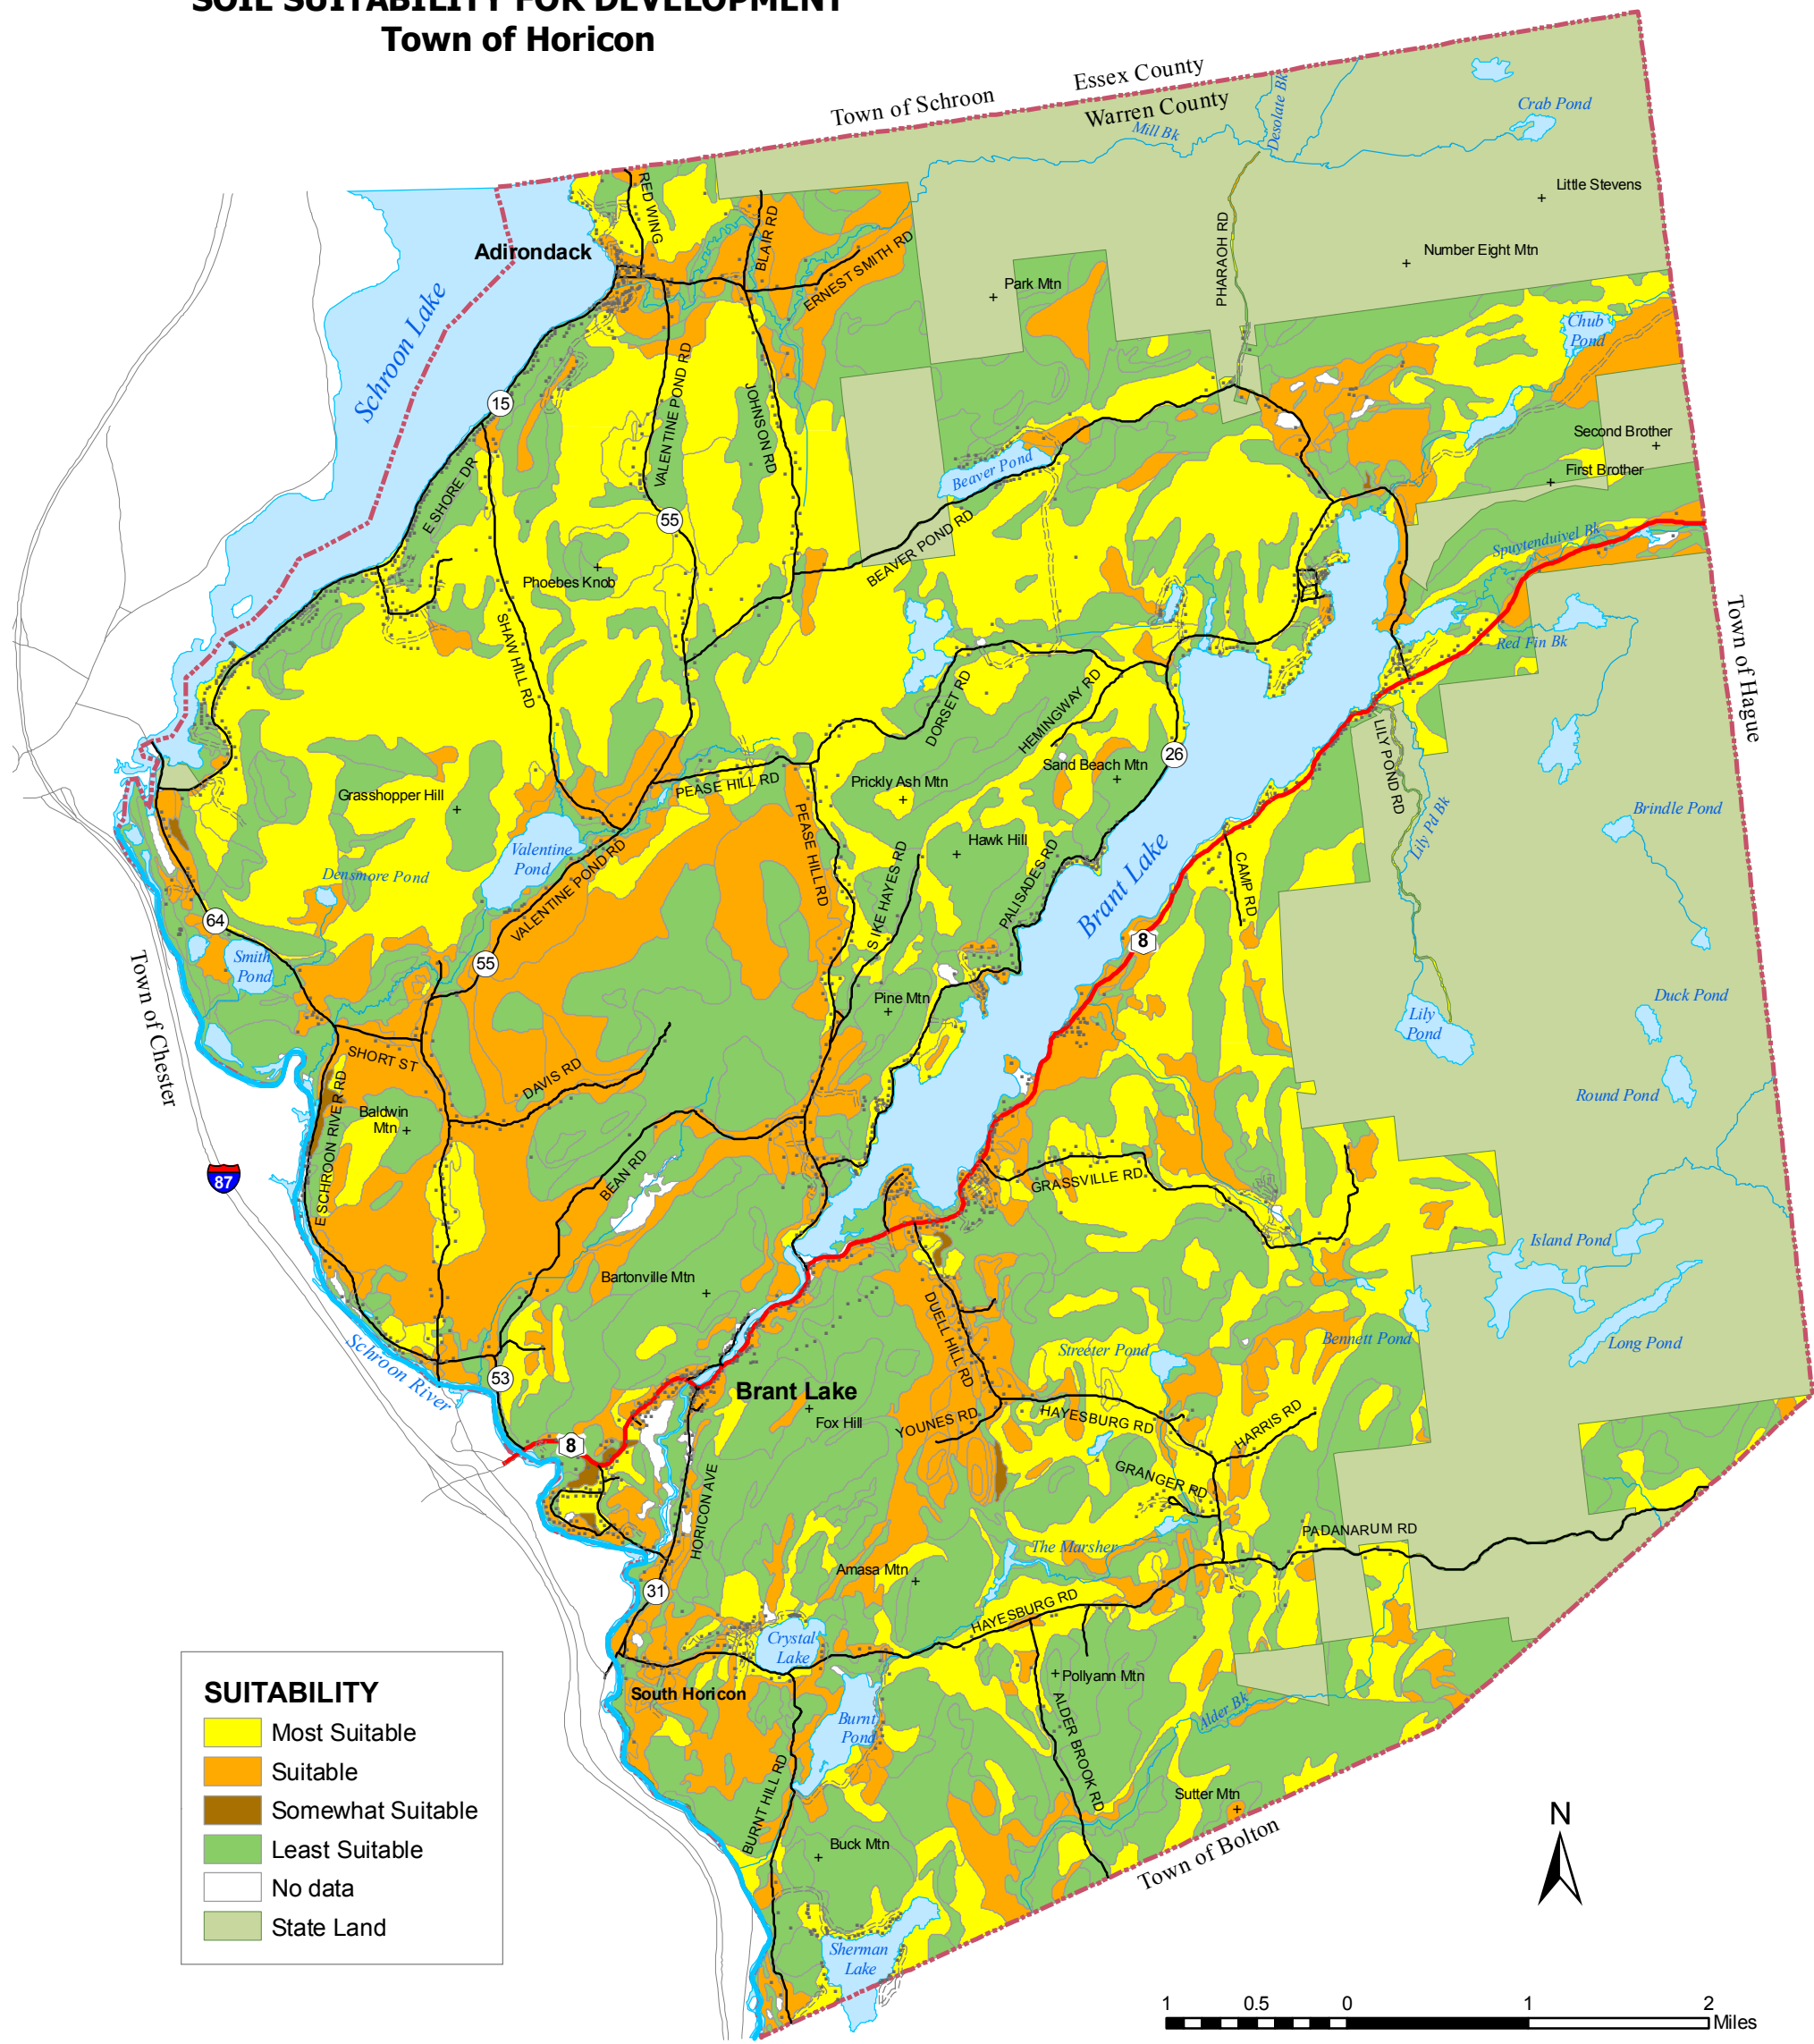 SOIL SUITABILITY FOR DEVELOPMENT
Town of Horicon
Essex County
Town of Schroon
Warren County
Mill Bk
Desolate Bk
Crab Pond
Little Stevens
RED WING
BLAIR RD
PHARAOH RD
Number Eight Mtn
Adirondack
ERNEST SMITH RD
Park Mtn
Schroon Lake
Chub
Pond
15
VALENTINE POND RD
JOHNSON RD
Second Brother
First Brother
E SHORE DR
Beaver Pond
55
BEAVER POND RD
Spuytenduivel Bk
Phoebes Knob
Town of Hague
Red Fin Bk
SHAW HILL RD
DORSET RD
HEMINGWAY RD
26
LILY POND RD
Sand Beach Mtn
PEASE HILL RD
Prickly Ash Mtn
Grasshopper Hill
PEASE HILL RD
Brindle Pond
Lily Pd Bk
Hawk Hill
Valentine
Pond
VALENTINE POND RD
S IKE HAYES RD
PALISADES RD
Brant Lake
CAMP RD
Densmore Pond
64
8
Smith
Pond
55
Town of Chester
Pine Mtn
Duck Pond
Lily
Pond
SHORT ST
DAVIS RD
Round Pond
E SCHROON RIVER RD
Baldwin
Mtn
87
BEAN RD
GRASSVILLE RD
Island Pond
Bartonville Mtn
DUELL HILL RD
Bennett Pond
Long Pond
Streeter Pond
Schroon River
53
Brant Lake
Fox Hill
YOUNES RD
HAYESBURG RD
HARRIS RD
8
GRANGER RD
HORICON AVE
PADANARUM RD
The Marsher
Amasa Mtn
31
HAYESBURG RD
Crystal
Lake
Pollyann Mtn
South Horicon
Burnt
Pond
ALDER BROOK RD
Alder Bk
BURNT HILL RD
Sutter Mtn
Buck Mtn
Town of Bolton
Sherman
Lake
SUITABILITY
Most Suitable
Suitable
Somewhat Suitable
Least Suitable
No data
State Land
N
1 0.5 0 1 2
Miles